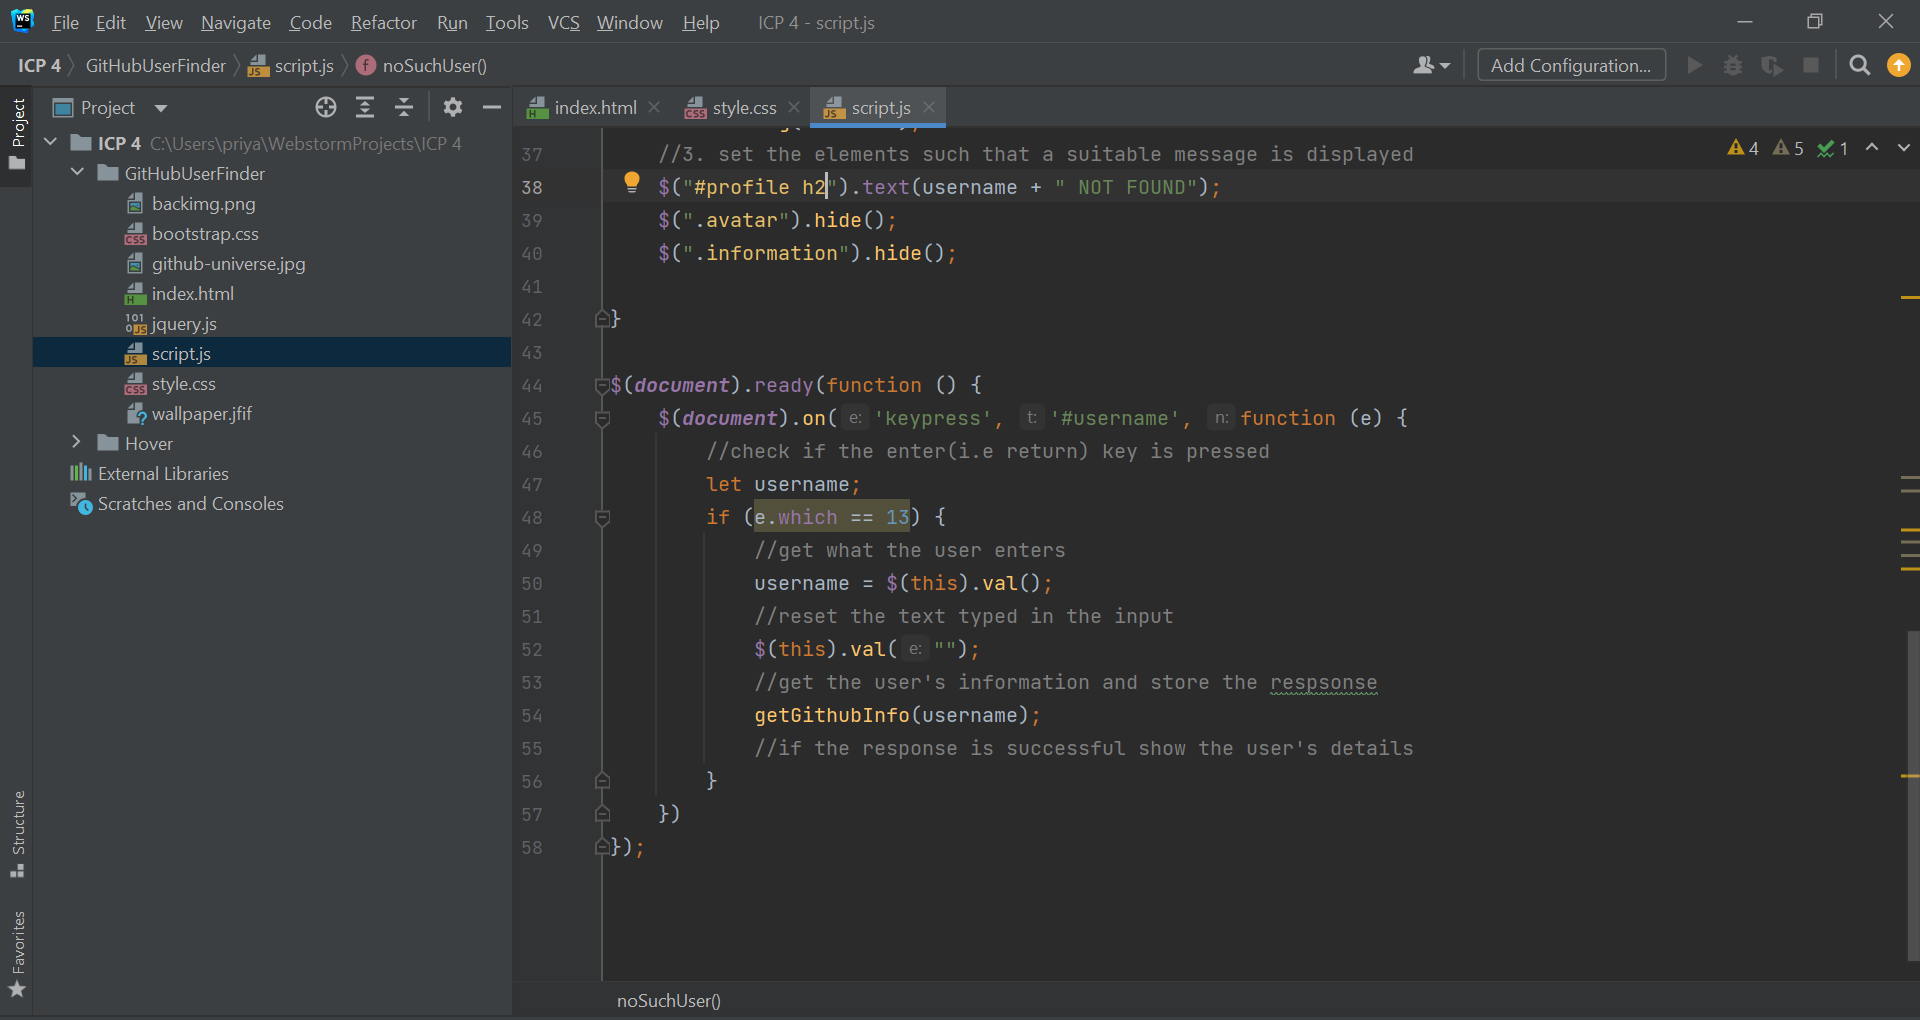 File Edit View Navigate Code Refactor Run Tools VCS Window Help ICP 4 - script.js
ICP 4 GitHubUserFinder script.js f noSuchUser() Add Configuration...
Project
Project
index.html style.css script.js
ICP 4 C:\Users\priya\WebstormProjects\ICP 4
GitHubUserFinder
backimg.png
bootstrap.css
github-universe.jpg
index.html
jquery.js
script.js
style.css
wallpaper.jfif
Hover
External Libraries
Scratches and Consoles
Structure
Favorites
4 5 1
37 //3. set the elements such that a suitable message is displayed
38 $("#profile h2").text(username + " NOT FOUND");
39 $(".avatar").hide();
40 $(".information").hide();
41
42 }
43
44 $(document).ready(function () {
45 $(document).on( e: 'keypress', t: '#username', n: function (e) {
46 //check if the enter(i.e return) key is pressed
47 let username;
48 if (e.which == 13) {
49 //get what the user enters
50 username = $(this).val();
51 //reset the text typed in the input
52 $(this).val( e: "");
53 //get the user's information and store the respsonse
54 getGithubInfo(username);
55 //if the response is successful show the user's details
56 }
57 })
58 });
noSuchUser()